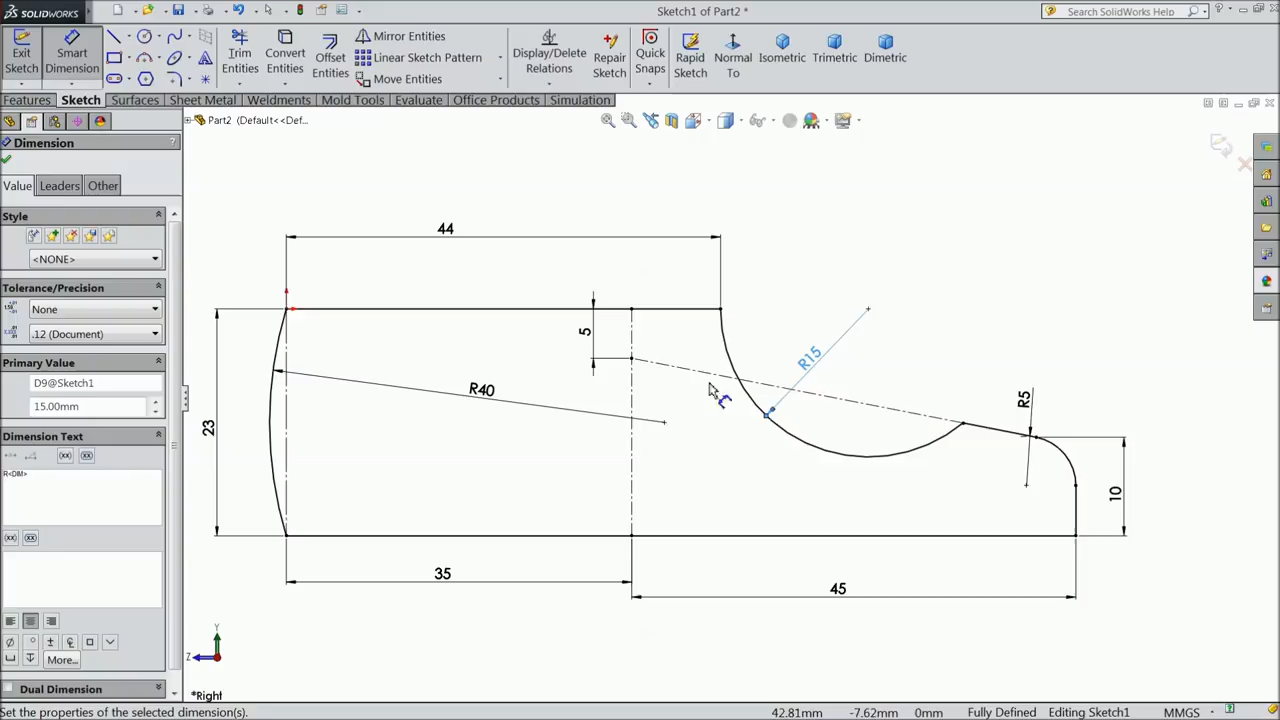 SOLIDWORKS
Sketch1 of Part2 *
Search SolidWorks Help
Exit Sketch
Smart Dimension
Trim Entities
Convert Entities
Offset Entities
Mirror Entities
Linear Sketch Pattern
Move Entities
Display/Delete Relations
Repair Sketch
Quick Snaps
Rapid Sketch
Normal To
Isometric
Trimetric
Dimetric
Features Sketch Surfaces Sheet Metal Weldments Mold Tools Evaluate Office Products Simulation
Part2 (Default<<Def...
Dimension
?
Value Leaders Other
Style
<NONE>
Tolerance/Precision
None
.12 (Document)
Primary Value
D9@Sketch1
15.00mm
Dimension Text
(xx) (xx)
R<DIM>
(xx) (xx)
More...
Dual Dimension
44
5
R15
R40
R5
23
10
35
45
Y
Z
*Right
Set the properties of the selected dimension(s).
42.81mm -7.62mm 0mm Fully Defined Editing Sketch1 MMGS